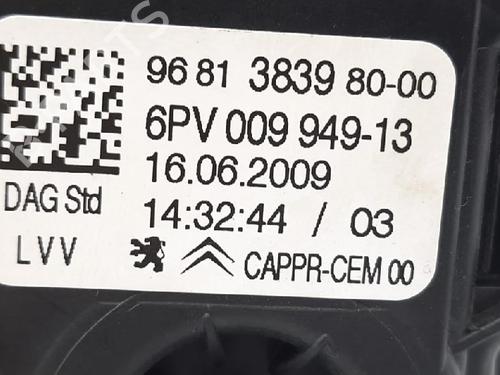 96 81 3839 80-00
6PV 009 949-13
16.06.2009
DAG Std
14:32:44 / 03
LVV
CAPPR-CEM 00